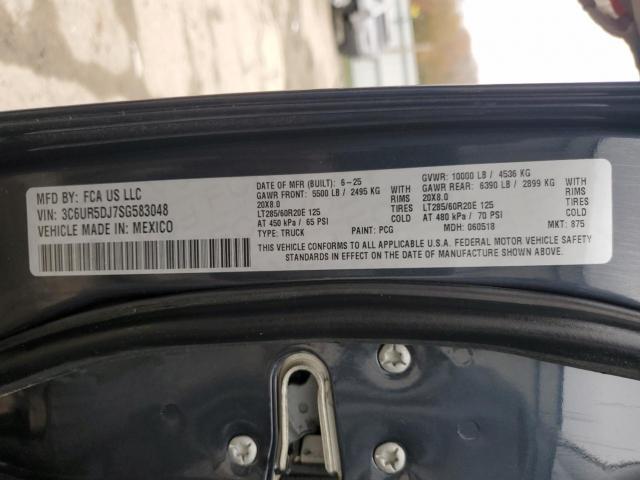 MFD BY: FCA US LLC
VIN: 3C6UR5DJ7SG583048
VEHICLE MADE IN: MEXICO
DATE OF MFR (BUILT): 6-25
GAWR FRONT: 5500 LB / 2495 KG
20X8.0 RIMS
LT285/60R20E 125 TIRES
AT 450 kPa / 65 PSI COLD
TYPE: TRUCK
PAINT: PCG
GVWR: 10000 LB / 4536 KG
GAWR REAR: 6390 LB / 2899 KG
20X8.0 RIMS
LT285/60R20E 125 TIRES
AT 480 kPa / 70 PSI COLD
MDH: 060518
MKT: 875
THIS VEHICLE CONFORMS TO ALL APPLICABLE U.S.A. FEDERAL MOTOR VEHICLE SAFETY
STANDARDS IN EFFECT ON THE DATE OF MANUFACTURE SHOWN ABOVE.